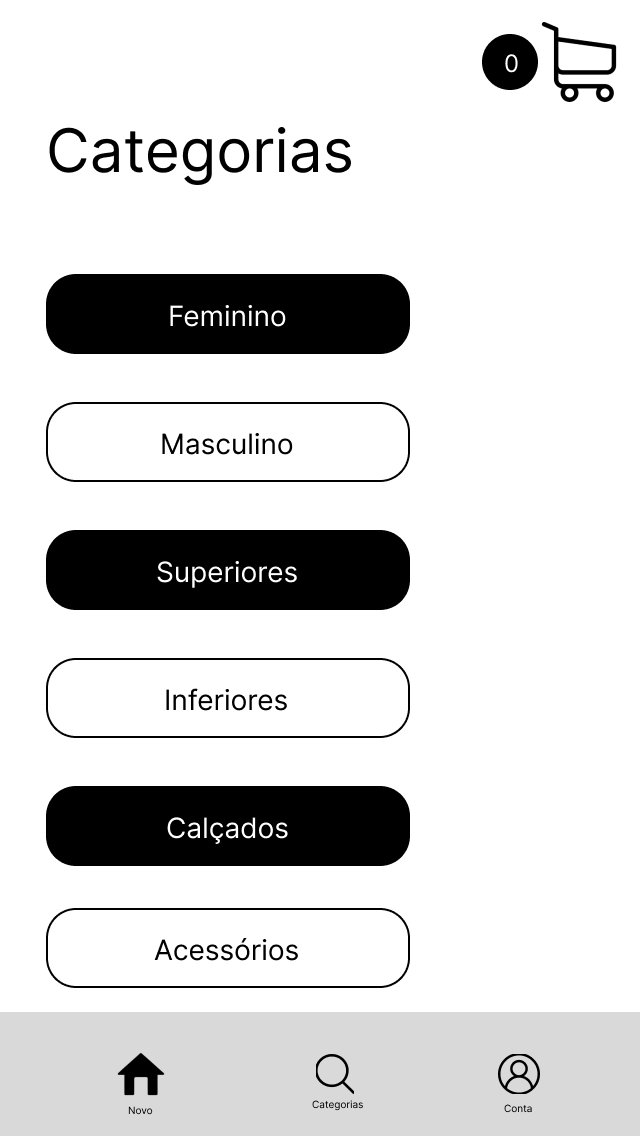 0
Categorias
Feminino
Masculino
Superiores
Inferiores
Calçados
Acessórios
Novo
Categorias
Conta